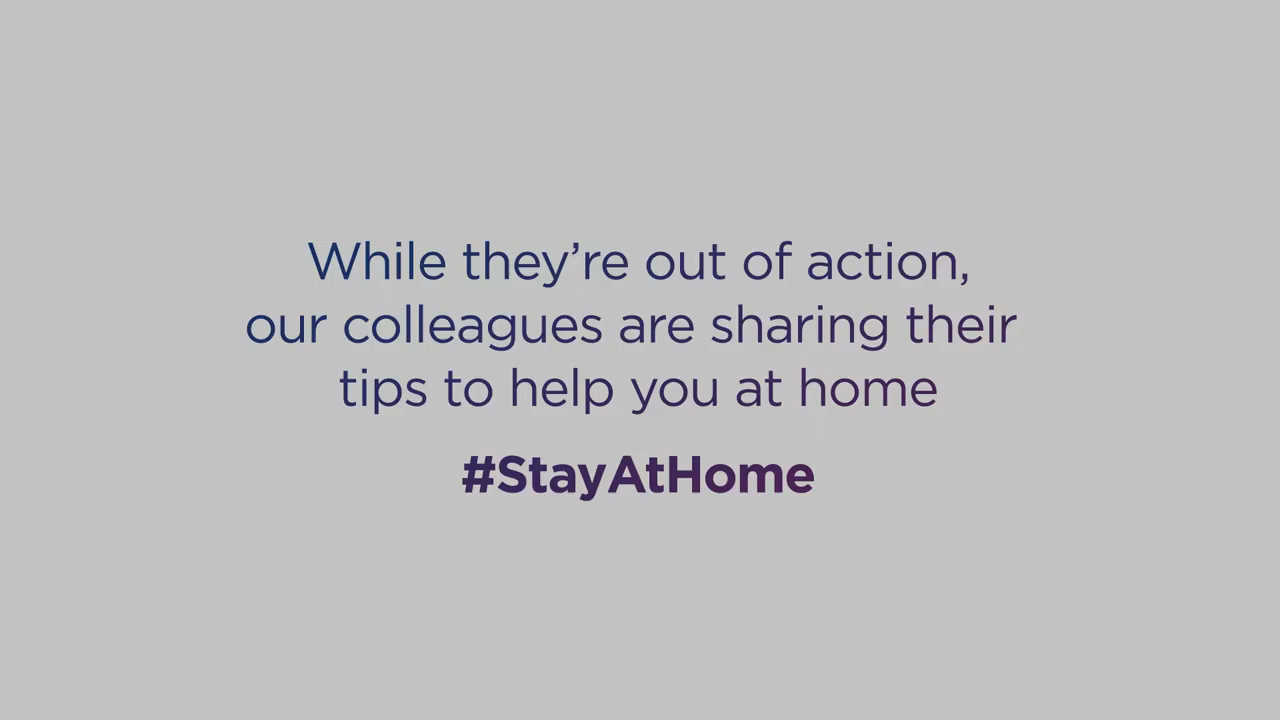 While they’re out of action,
our colleagues are sharing their
tips to help you at home
#StayAtHome